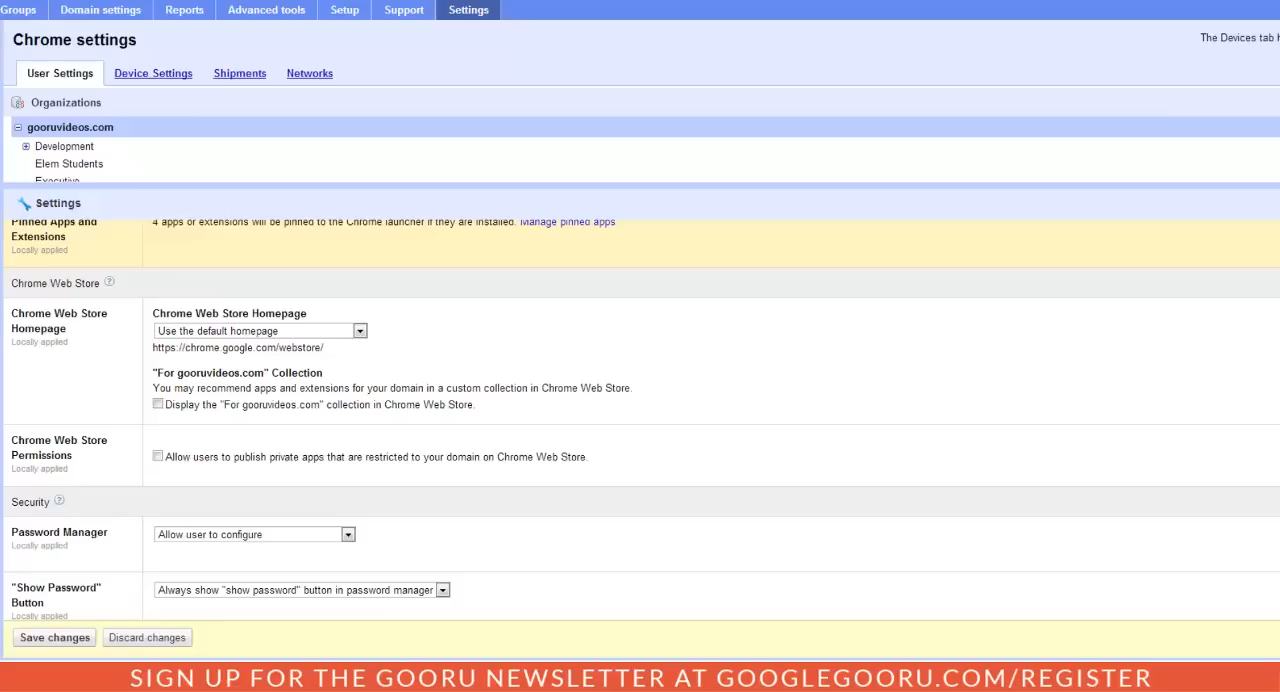 Groups Domain settings Reports Advanced tools Setup Support Settings
Chrome settings
The Devices tab
User Settings Device Settings Shipments Networks
Organizations
gooruvideos.com
Development
Elem Students
Executive
Settings
Pinned Apps and
Extensions
Locally applied
4 apps or extensions will be pinned to the Chrome launcher if they are installed. Manage pinned apps
Chrome Web Store ?
Chrome Web Store
Homepage
Locally applied
Chrome Web Store Homepage
Use the default homepage
https://chrome.google.com/webstore/
"For gooruvideos.com" Collection
You may recommend apps and extensions for your domain in a custom collection in Chrome Web Store.
Display the "For gooruvideos.com" collection in Chrome Web Store.
Chrome Web Store
Permissions
Locally applied
Allow users to publish private apps that are restricted to your domain on Chrome Web Store.
Security ?
Password Manager
Locally applied
Allow user to configure
"Show Password"
Button
Locally applied
Always show "show password" button in password manager
Save changes Discard changes
SIGN UP FOR THE GOORU NEWSLETTER AT GOOGLEGOORU.COM/REGISTER